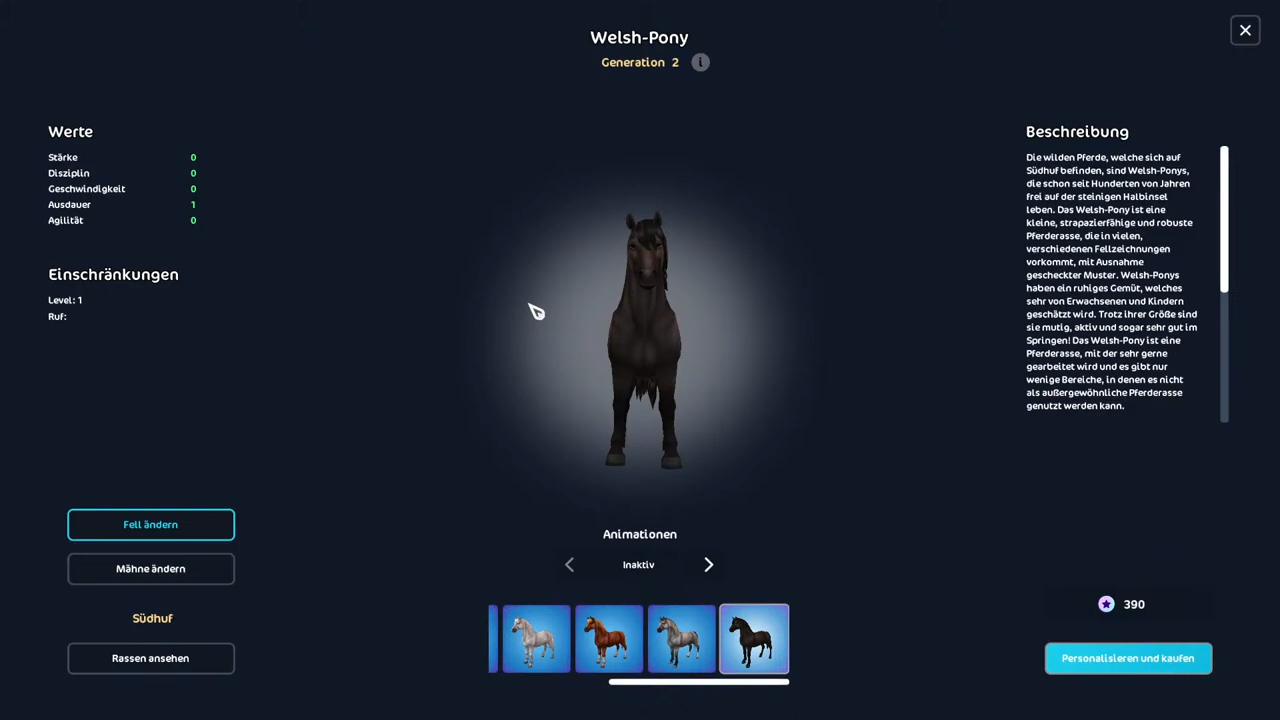 Welsh-Pony
Generation 2
i
Werte
Stärke 0
Disziplin 0
Geschwindigkeit 0
Ausdauer 1
Agilität 0
Einschränkungen
Level: 1
Ruf:
Beschreibung
Die wilden Pferde, welche sich auf
Südhuf befinden, sind Welsh-Ponys,
die schon seit Hunderten von Jahren
frei auf der steinigen Halbinsel
leben. Das Welsh-Pony ist eine
kleine, strapazierfähige und robuste
Pferderasse, die in vielen,
verschiedenen Fellzeichnungen
vorkommt, mit Ausnahme
gescheckter Muster. Welsh-Ponys
haben ein ruhiges Gemüt, welches
sehr von Erwachsenen und Kindern
geschätzt wird. Trotz ihrer Größe sind
sie mutig, aktiv und sogar sehr gut im
Springen! Das Welsh-Pony ist eine
Pferderasse, mit der sehr gerne
gearbeitet wird und es gibt nur
wenige Bereiche, in denen es nicht
als außergewöhnliche Pferderasse
genutzt werden kann.
Fell ändern
Mähne ändern
Südhuf
Rassen ansehen
Animationen
Inaktiv
390
Personalisieren und kaufen